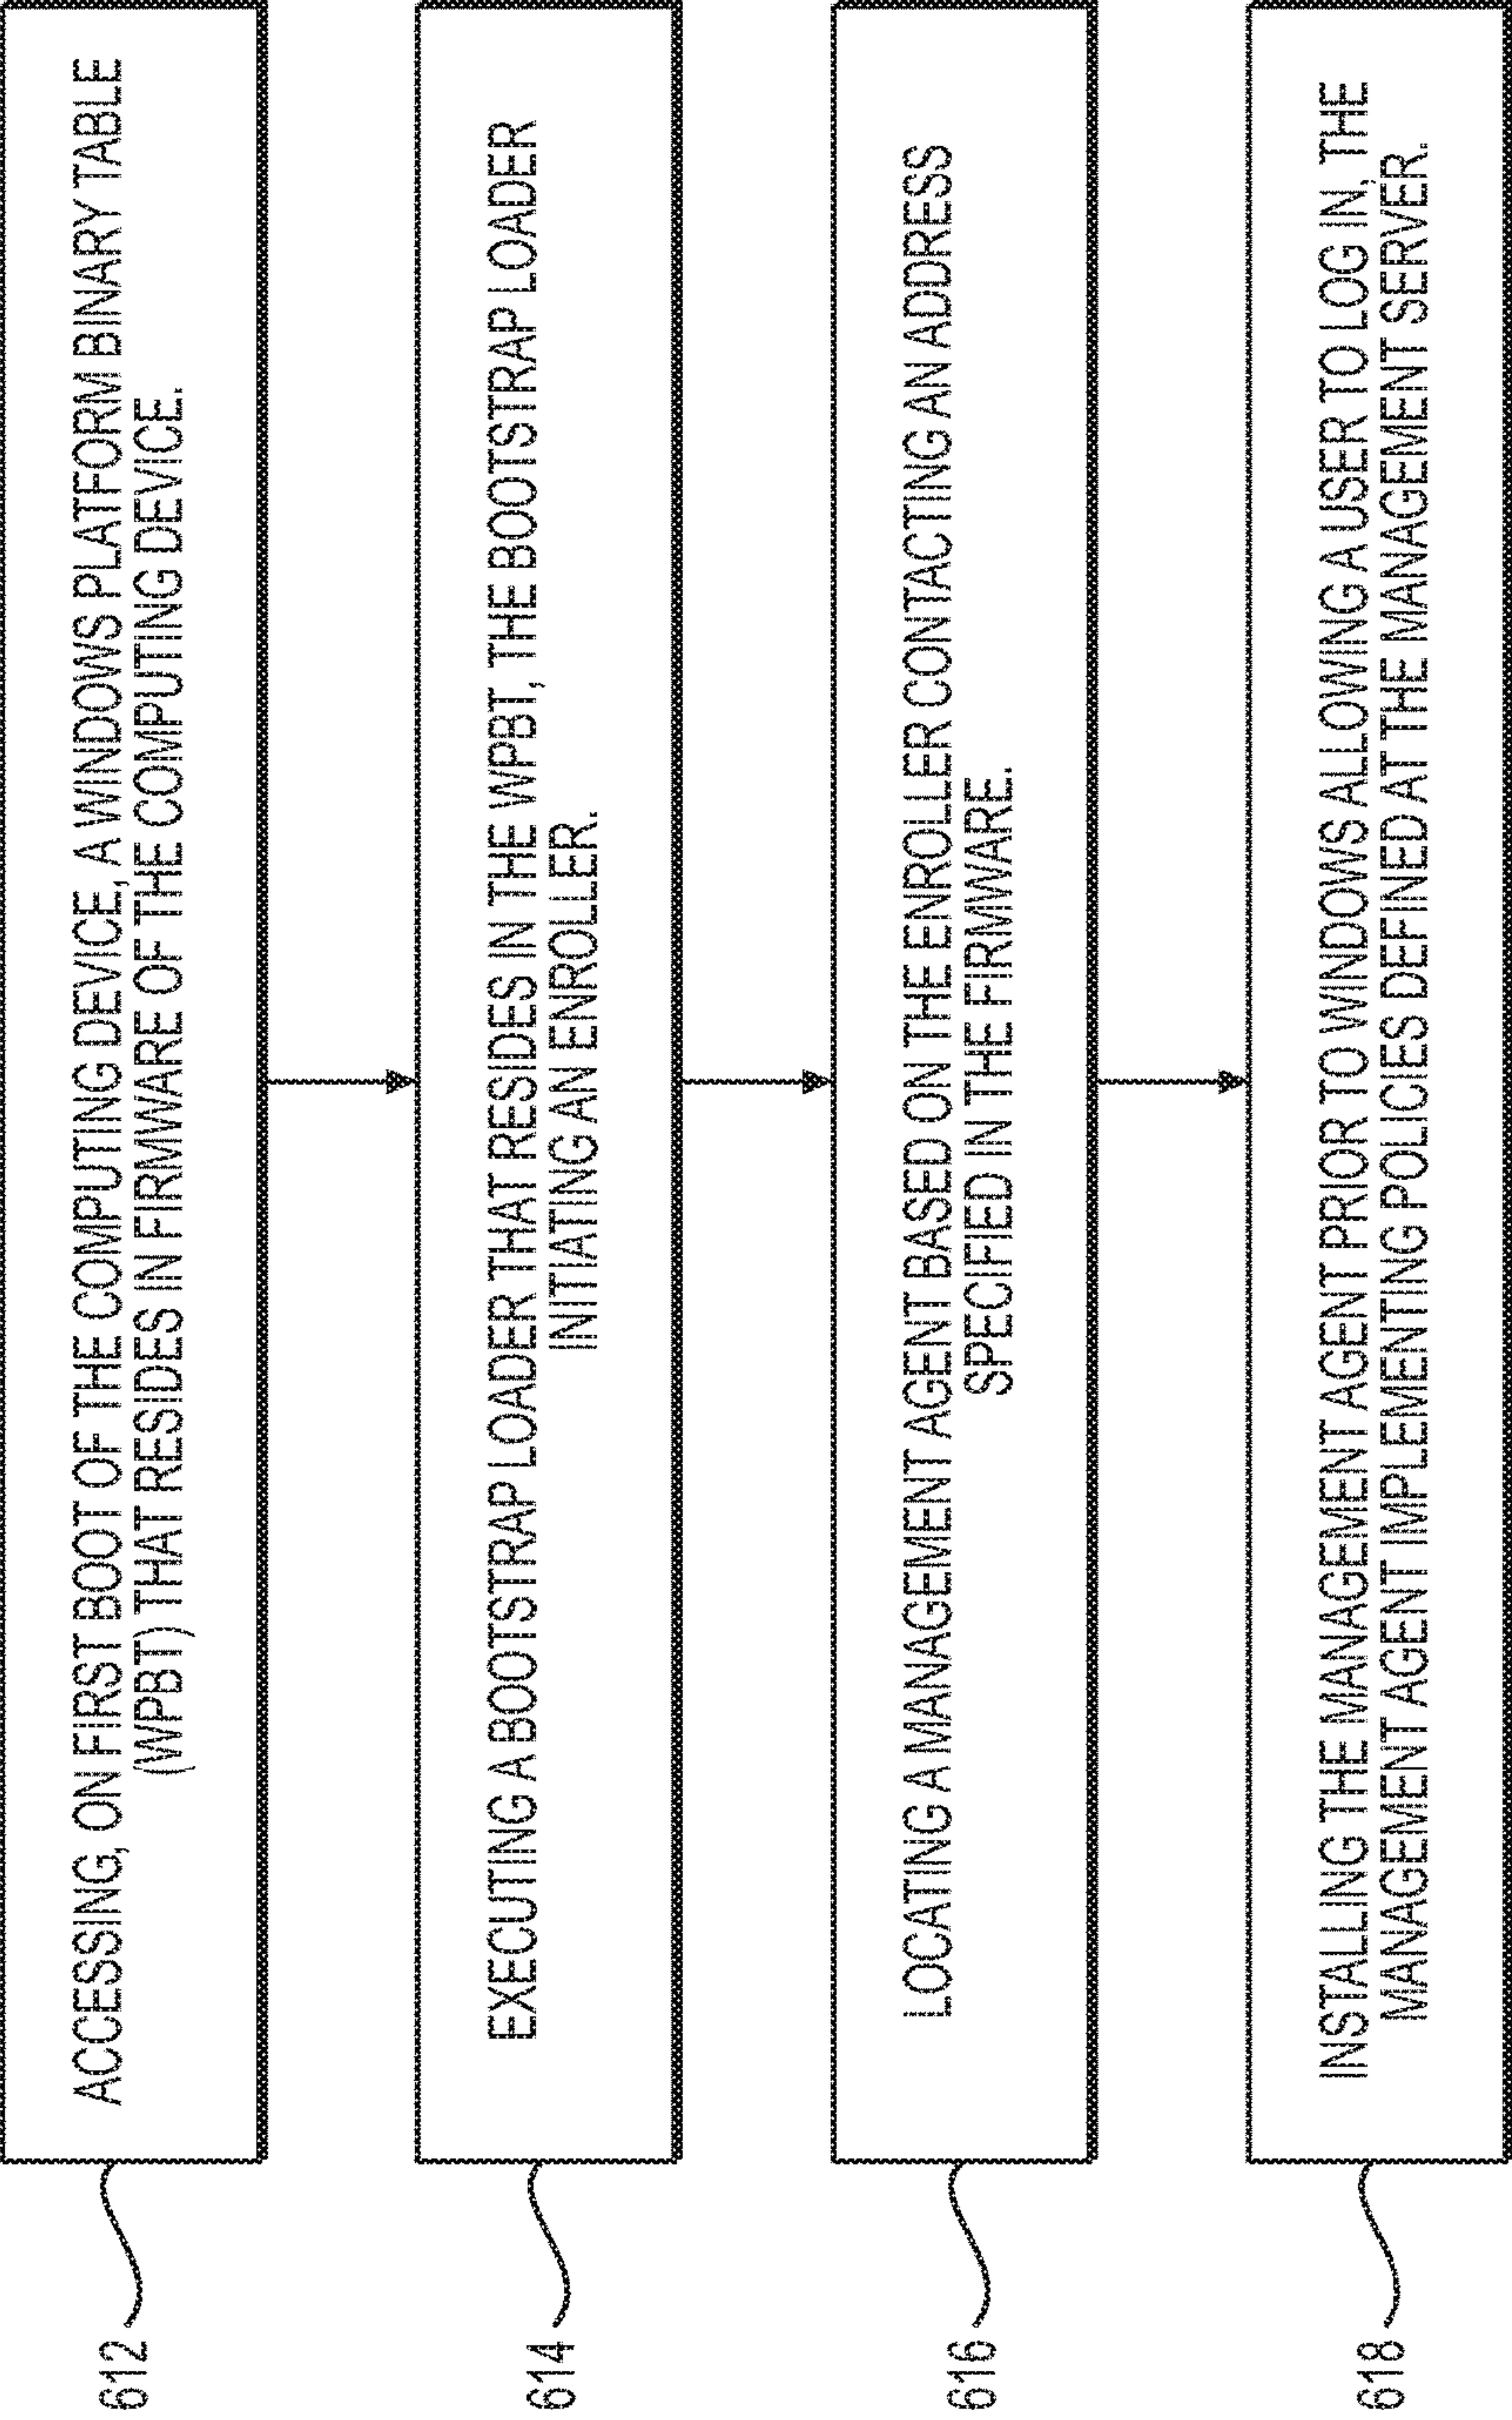 612
ACCESSING, ON FIRST BOOT OF THE COMPUTING DEVICE, A WINDOWS PLATFORM BINARY TABLE
(WPBT) THAT RESIDES IN FIRMWARE OF THE COMPUTING DEVICE.
614
EXECUTING A BOOTSTRAP LOADER THAT RESIDES IN THE WPBT, THE BOOTSTRAP LOADER
INITIATING AN ENROLLER.
616
LOCATING A MANAGEMENT AGENT BASED ON THE ENROLLER CONTACTING AN ADDRESS
SPECIFIED IN THE FIRMWARE.
618
INSTALLING THE MANAGEMENT AGENT PRIOR TO WINDOWS ALLOWING A USER TO LOG IN, THE
MANAGEMENT AGENT IMPLEMENTING POLICIES DEFINED AT THE MANAGEMENT SERVER.